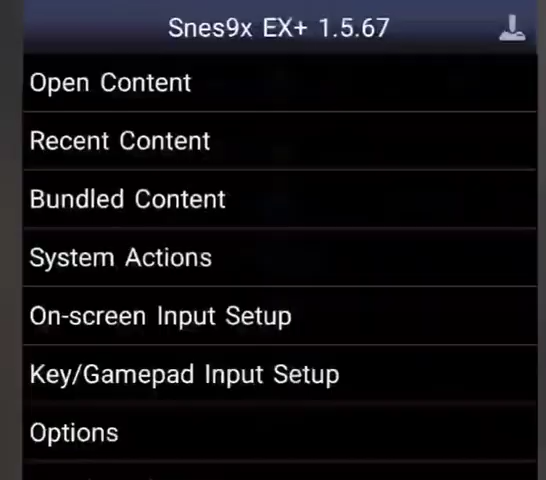 Snes9x EX+ 1.5.67
Open Content
Recent Content
Bundled Content
System Actions
On-screen Input Setup
Key/Gamepad Input Setup
Options